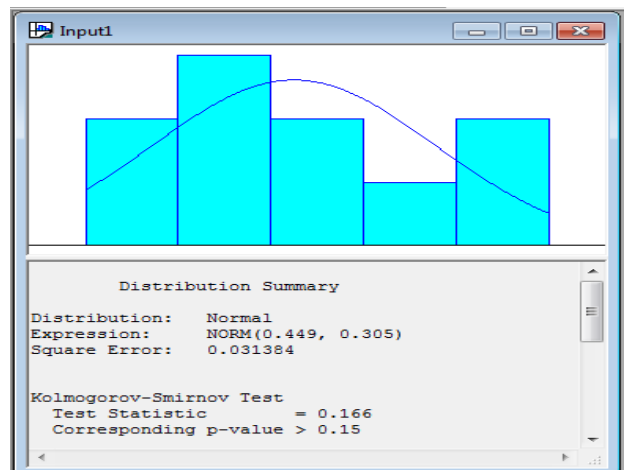 Input1
Distribution Summary
Distribution: Normal
Expression: NORM(0.449, 0.305)
Square Error: 0.031384
Kolmogorov-Smirnov Test
Test Statistic = 0.166
Corresponding p-value > 0.15